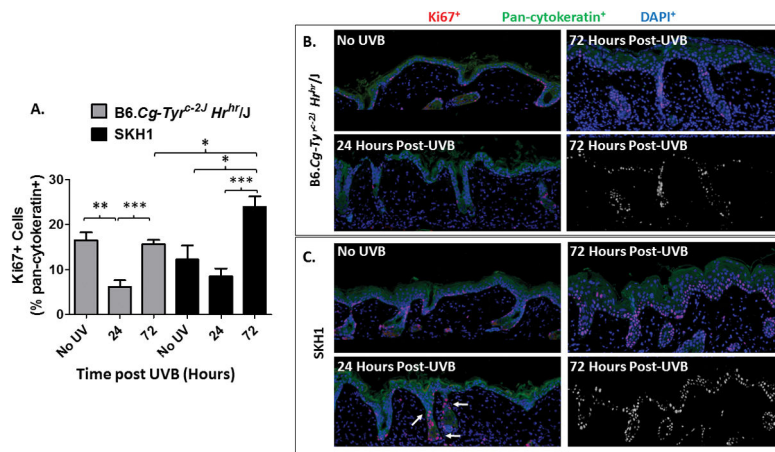 Ki67⁺ Pan-cytokeratin⁺ DAPI⁺
A.
B6.Cg-Tyrᶜ⁻²ᴶ Hrʰʳ/J
SKH1
Ki67+ Cells
(% pan-cytokeratin+)
30
20
10
0
*
*
***
** ***
No UV 24 72 No UV 24 72
Time post UVB (Hours)
B.
B6.Cg-Tyrᶜ⁻²ᴶ Hrʰʳ/J
No UVB
72 Hours Post-UVB
24 Hours Post-UVB
72 Hours Post-UVB
C.
SKH1
No UVB
72 Hours Post-UVB
24 Hours Post-UVB
72 Hours Post-UVB